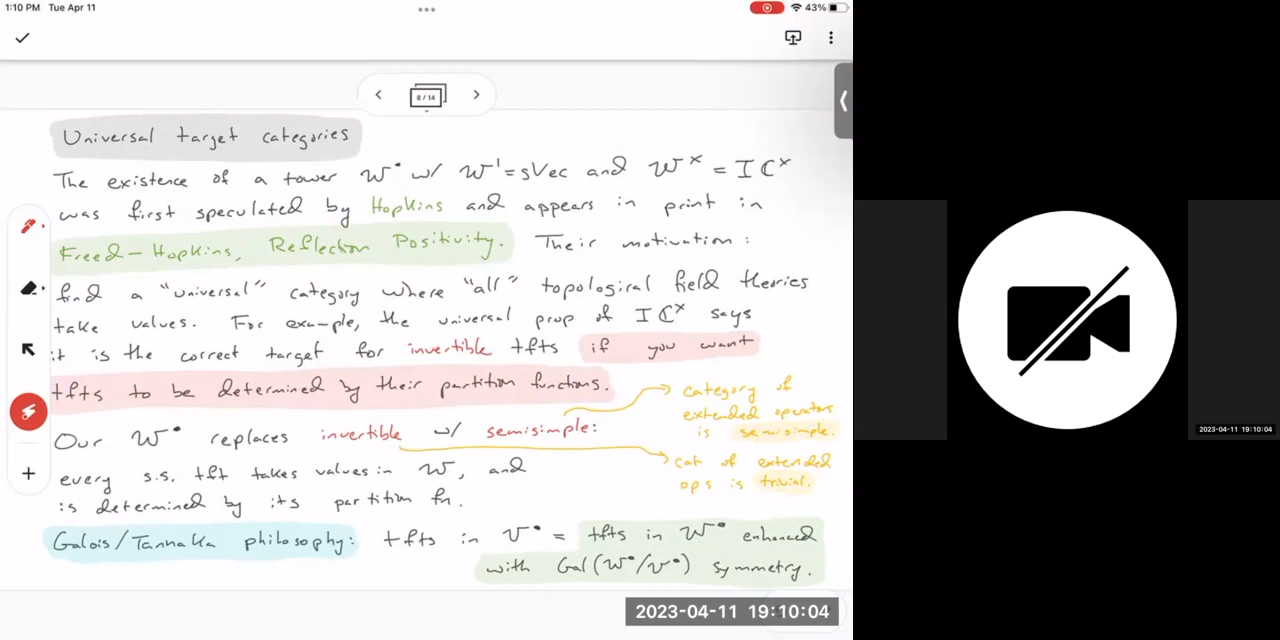 1:10 PM Tue Apr 11
43%
8 / 14
Universal target categories
The existence of a tower W• w/ W¹ = sVec and W^× = Iℂ^×
was first speculated by Hopkins and appears in print in
Freed–Hopkins, Reflection Positivity. Their motivation:
find a "universal" category where "all" topological field theories
take values. For example, the universal prop of Iℂ^× says
it is the correct target for invertible tfts if you want
tfts to be determined by their partition functions.
Our W• replaces invertible w/ semisimple:
every s.s. tft takes values in W, and
is determined by its partition fn.
category of
extended operators
is semisimple.
cat of extended
ops is trivial.
Galois/Tannaka philosophy: tfts in V• = tfts in W• enhanced
with Gal(W•/V•) symmetry.
2023-04-11 19:10:04
2023-04-11 19:10:04